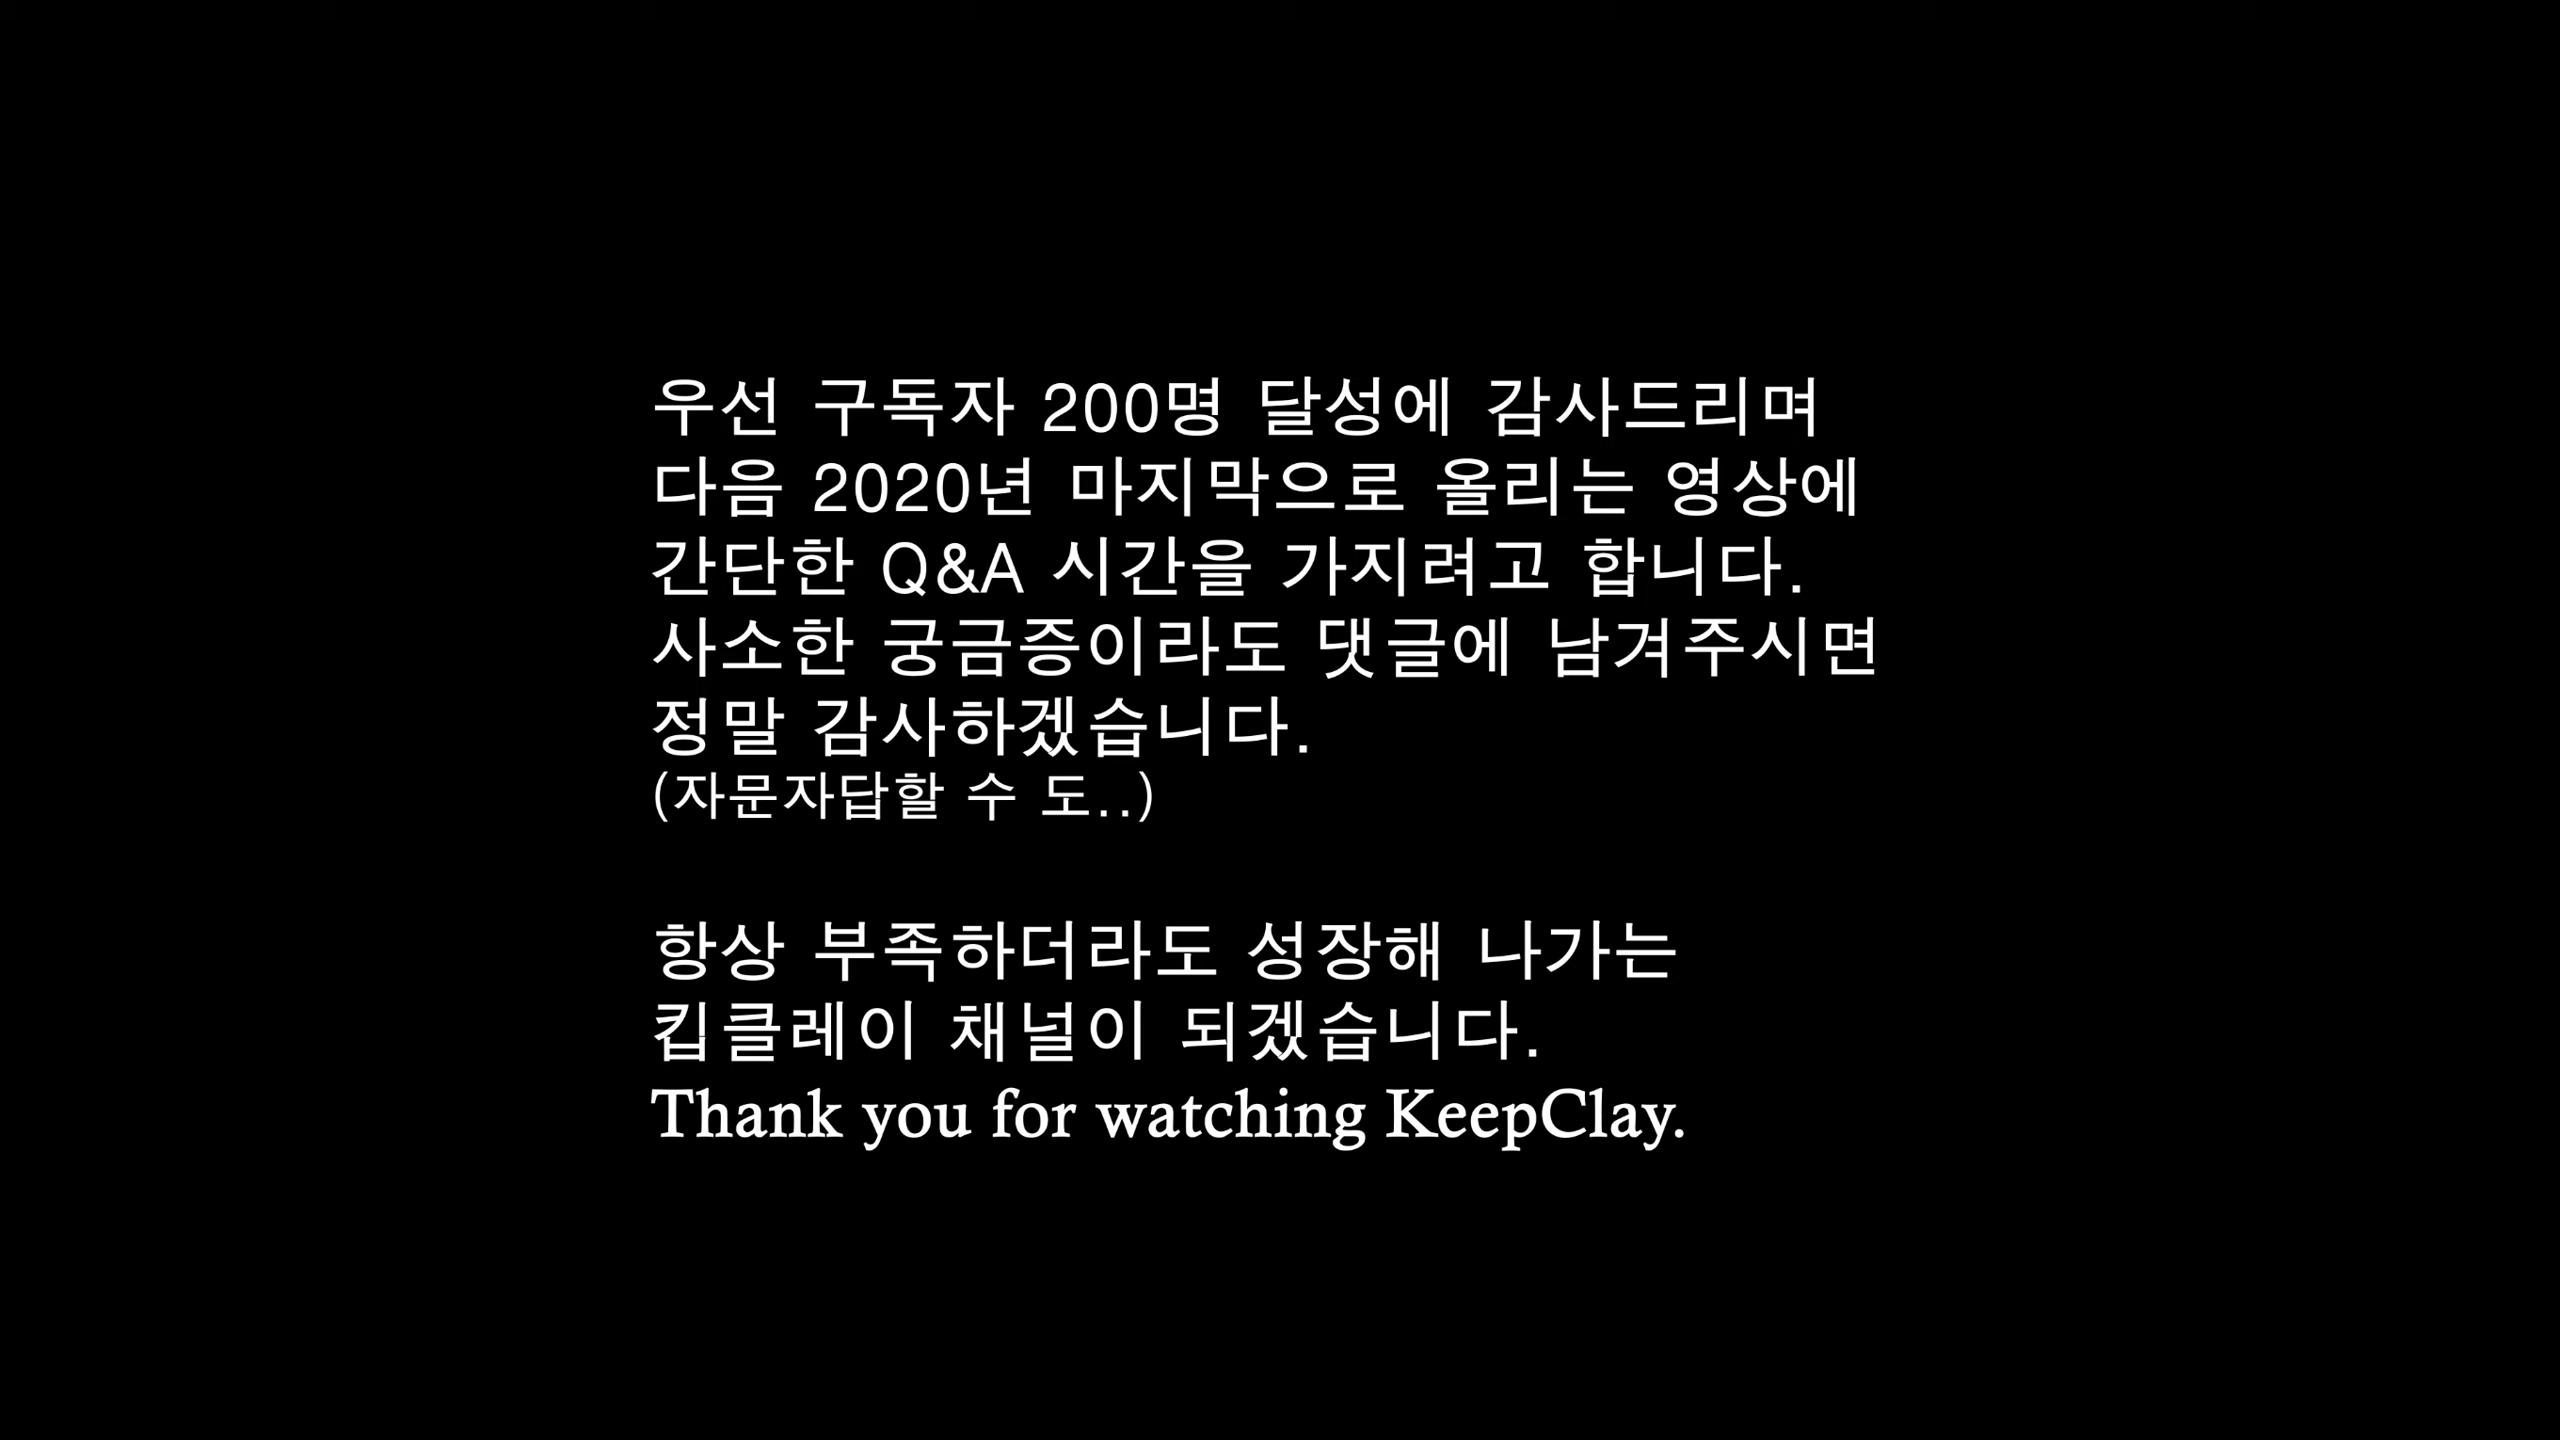 우선 구독자 200명 달성에 감사드리며
다음 2020년 마지막으로 올리는 영상에
간단한 Q&A 시간을 가지려고 합니다.
사소한 궁금증이라도 댓글에 남겨주시면
정말 감사하겠습니다.
(자문자답할 수 도..)
항상 부족하더라도 성장해 나가는
킵클레이 채널이 되겠습니다.
Thank you for watching KeepClay.